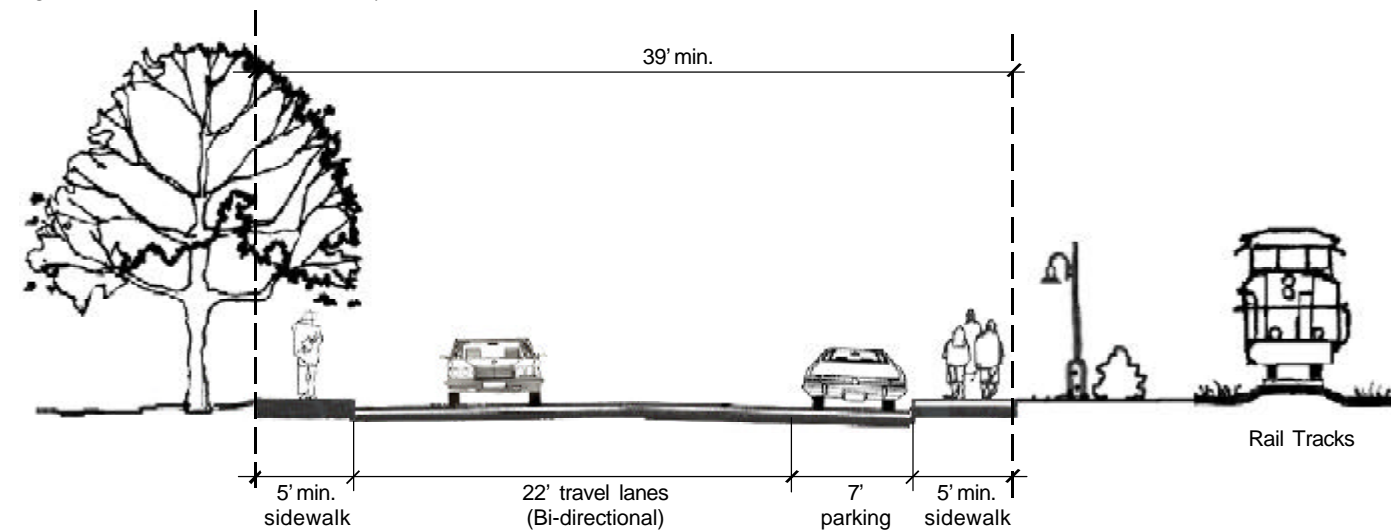 39' min.
Rail Tracks
5' min.
sidewalk
22' travel lanes
(Bi-directional)
7'
parking
5' min.
sidewalk